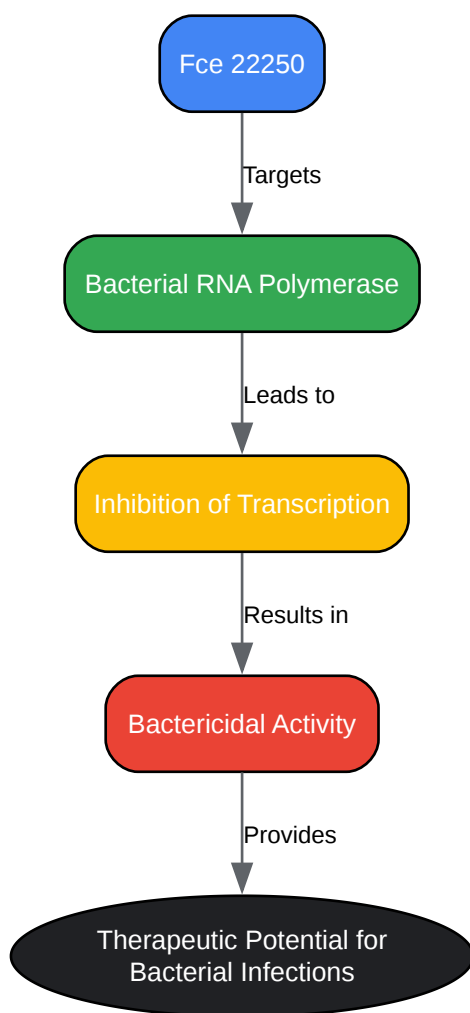 Fce 22250
Targets
Bacterial RNA Polymerase
Leads to
Inhibition of Transcription
Results in
Bactericidal Activity
Provides
Therapeutic Potential for
Bacterial Infections